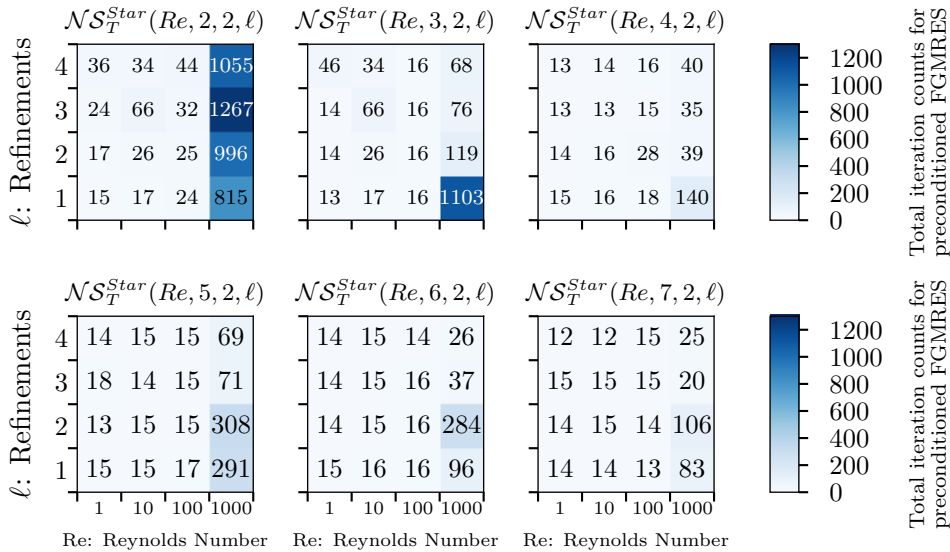 NS_T^Star(Re, 2, 2, ℓ) NS_T^Star(Re, 3, 2, ℓ) NS_T^Star(Re, 4, 2, ℓ)
ℓ: Refinements
4 36 34 44 1055 46 34 16 68 13 14 16 40
3 24 66 32 1267 14 66 16 76 13 13 15 35
2 17 26 25 996 14 26 16 119 14 16 28 39
1 15 17 24 815 13 17 16 1103 15 16 18 140
1200
1000
800
600
400
200
0
Total iteration counts for
preconditioned FGMRES
NS_T^Star(Re, 5, 2, ℓ) NS_T^Star(Re, 6, 2, ℓ) NS_T^Star(Re, 7, 2, ℓ)
ℓ: Refinements
4 14 15 15 69 14 15 14 26 12 12 15 25
3 18 14 15 71 14 15 16 37 15 15 15 20
2 13 15 15 308 14 15 16 284 14 15 14 106
1 15 15 17 291 15 16 16 96 14 14 13 83
1 10 100 1000 1 10 100 1000 1 10 100 1000
Re: Reynolds Number Re: Reynolds Number Re: Reynolds Number
1200
1000
800
600
400
200
0
Total iteration counts for
preconditioned FGMRES